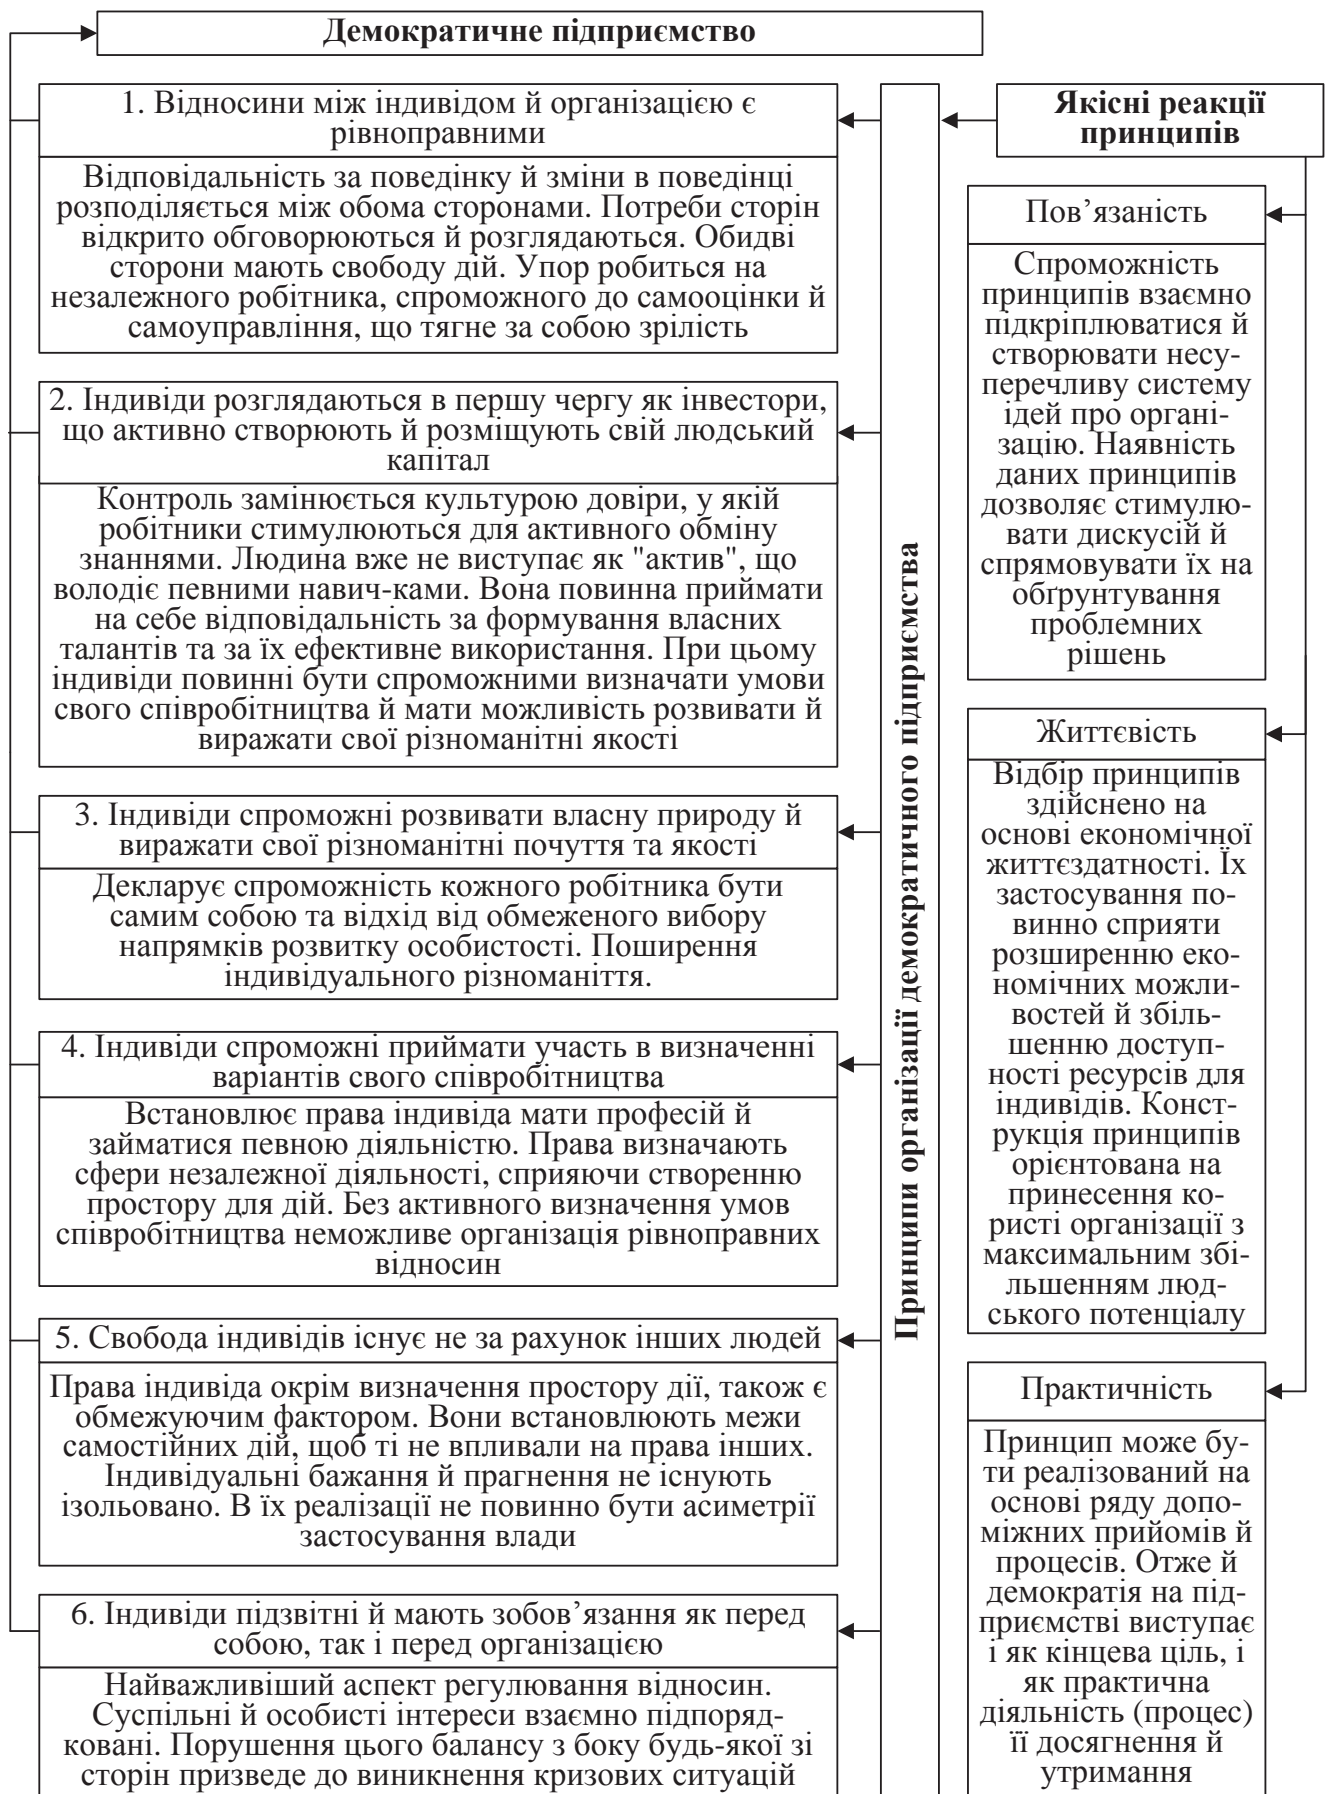 Демократичне підприємство
1. Відносини між індивідом й організацією є
рівноправними
Відповідальність за поведінку й зміни в поведінці
розподіляється між обома сторонами. Потреби сторін
відкрито обговорюються й розглядаються. Обидві
сторони мають свободу дій. Упор робиться на
незалежного робітника, спроможного до самооцінки й
самоуправління, що тягне за собою зрілість
2. Індивіди розглядаються в першу чергу як інвестори,
що активно створюють й розміщують свій людський
капітал
Контроль замінюється культурою довіри, у якій
робітники стимулюються для активного обміну
знаннями. Людина вже не виступає як "актив", що
володіє певними навич-ками. Вона повинна приймати
на себе відповідальність за формування власних
талантів та за їх ефективне використання. При цьому
індивіди повинні бути спроможними визначати умови
свого співробітництва й мати можливість розвивати й
виражати свої різноманітні якості
3. Індивіди спроможні розвивати власну природу й
виражати свої різноманітні почуття та якості
Декларує спроможність кожного робітника бути
самим собою та відхід від обмеженого вибору
напрямків розвитку особистості. Поширення
індивідуального різноманіття.
4. Індивіди спроможні приймати участь в визначенні
варіантів свого співробітництва
Встановлює права індивіда мати професій й
займатися певною діяльністю. Права визначають
сфери незалежної діяльності, сприяючи створенню
простору для дій. Без активного визначення умов
співробітництва неможливе організація рівноправних
відносин
5. Свобода індивідів існує не за рахунок інших людей
Права індивіда окрім визначення простору дії, також є
обмежуючим фактором. Вони встановлюють межи
самостійних дій, щоб ті не впливали на права інших.
Індивідуальні бажання й прагнення не існують
ізольовано. В їх реалізації не повинно бути асиметрії
застосування влади
6. Індивіди підзвітні й мають зобов’язання як перед
собою, так і перед організацією
Найважливіший аспект регулювання відносин.
Суспільні й особисті інтереси взаємно підпоряд-
ковані. Порушення цього балансу з боку будь-якої зі
сторін призведе до виникнення кризових ситуацій
Принципи організації демократичного підприємства
Якісні реакції
принципів
Пов’язаність
Спроможність
принципів взаємно
підкріплюватися й
створювати несу-
перечливу систему
ідей про органі-
зацію. Наявність
даних принципів
дозволяє стимулю-
вати дискусій й
спрямовувати їх на
обґрунтування
проблемних
рішень
Життєвість
Відбір принципів
здійснено на
основі економічної
життєздатності. Їх
застосування по-
винно сприяти
розширенню еко-
номічних можли-
востей й збіль-
шенню доступ-
ності ресурсів для
індивідів. Конст-
рукція принципів
орієнтована на
принесення ко-
ристі організації з
максимальним збі-
льшенням люд-
ського потенціалу
Практичність
Принцип може бу-
ти реалізований на
основі ряду допо-
міжних прийомів й
процесів. Отже й
демократія на під-
приємстві виступає
і як кінцева ціль, і
як практична
діяльність (процес)
її досягнення й
утримання